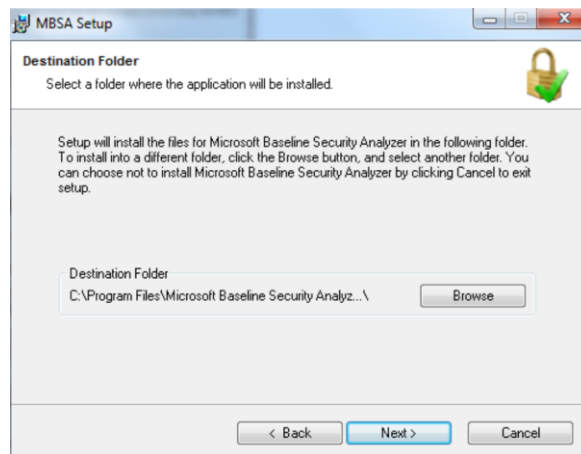 MBSA Setup
Destination Folder
Select a folder where the application will be installed.
Setup will install the files for Microsoft Baseline Security Analyzer in the following folder.
To install into a different folder, click the Browse button, and select another folder. You
can choose not to install Microsoft Baseline Security Analyzer by clicking Cancel to exit
setup.
Destination Folder
C:\Program Files\Microsoft Baseline Security Analyz...\
Browse
< Back
Next >
Cancel